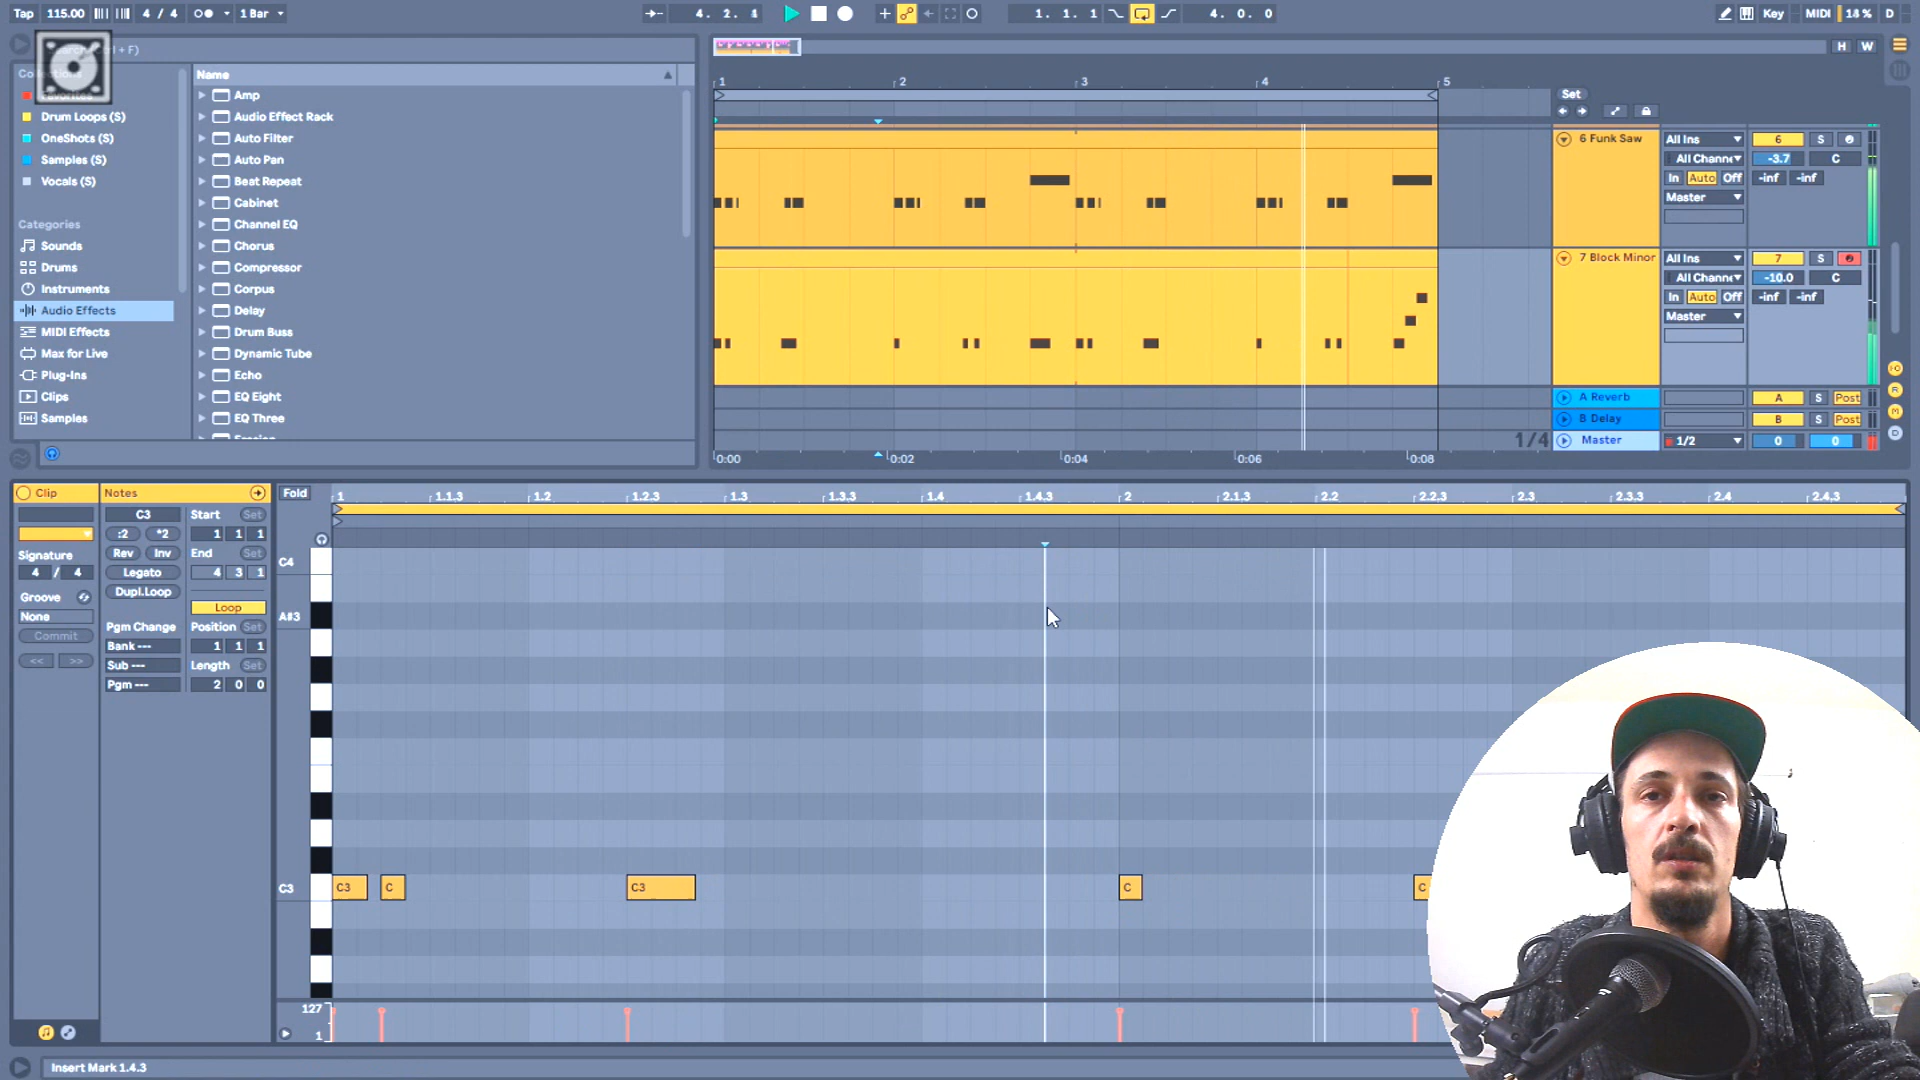 Tap 115.00 4 / 4 1 Bar 4. 2. 1. 1. 1 4. 0. 0 Key MIDI 14 % D
Ctrl + F)
H W
Name
1 2 3 4 5
Set
Drum Loops (S)
OneShots (S)
Samples (S)
Vocals (S)
Categories
Sounds
Drums
Instruments
Audio Effects
MIDI Effects
Max for Live
Plug-Ins
Clips
Samples
Amp
Audio Effect Rack
Auto Filter
Auto Pan
Beat Repeat
Cabinet
Channel EQ
Chorus
Compressor
Corpus
Delay
Drum Buss
Dynamic Tube
Echo
EQ Eight
EQ Three
6 Funk Saw All Ins 6 S
All Channe -3.7 C
In Auto Off -inf -inf
Master
7 Block Minor All Ins 7 S
All Channe -10.0 C
In Auto Off -inf -inf
Master
A Reverb A S Post
B Delay B S Post
1/4 Master 1/2 0 0
0:00 0:02 0:04 0:06 0:08
Clip Notes Fold 1 1.1.3 1.2 1.2.3 1.3 1.3.3 1.4 1.4.3 2 2.1.3 2.2 2.2.3 2.3 2.3.3 2.4 2.4.3
C3 Start Set
:2 *2 1 1 1
Signature Rev Inv End Set
4 / 4 Legato 4 3 1
Groove Dupl.Loop Loop
None
Commit Pgm Change Position Set
Bank --- 1 1 1
<< >> Sub --- Length Set
Pgm --- 2 0 0
C4
A#3
C3 C3 C C3 C C
127
1
Insert Mark 1.4.3